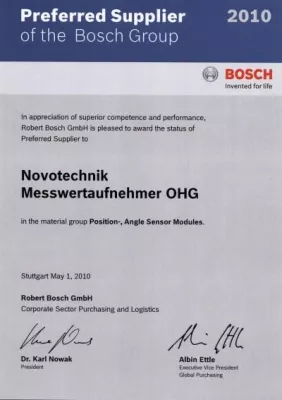 Preferred Supplier 2010
of the Bosch Group
BOSCH
Invented for life
In appreciation of superior competence and performance,
Robert Bosch GmbH is pleased to award the status of
Preferred Supplier to
Novotechnik
Messwertaufnehmer OHG
in the material group Position-, Angle Sensor Modules.
Stuttgart May 1, 2010
Robert Bosch GmbH
Corporate Sector Purchasing and Logistics
Dr. Karl Nowak
President
Albin Ettle
Executive Vice President
Global Purchasing